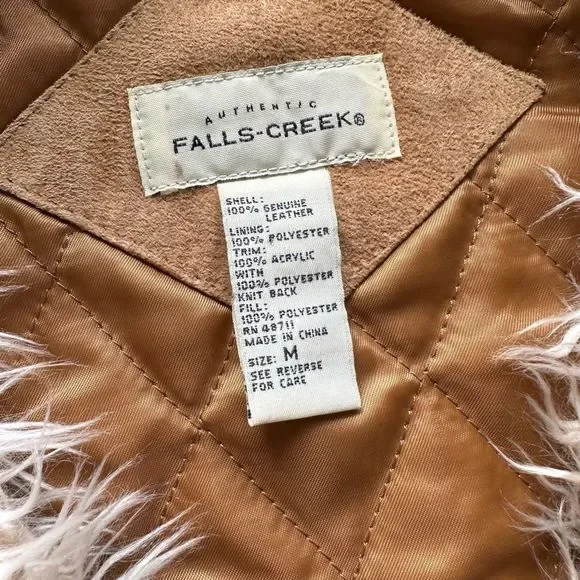 AUTHENTIC
FALLS-CREEK®
SHELL:
100% GENUINE
LEATHER
LINING:
100% POLYESTER
TRIM:
100% ACRYLIC
WITH
100% POLYESTER
KNIT BACK
FILL:
100% POLYESTER
RN 48711
MADE IN CHINA
SIZE: M
SEE REVERSE
FOR CARE